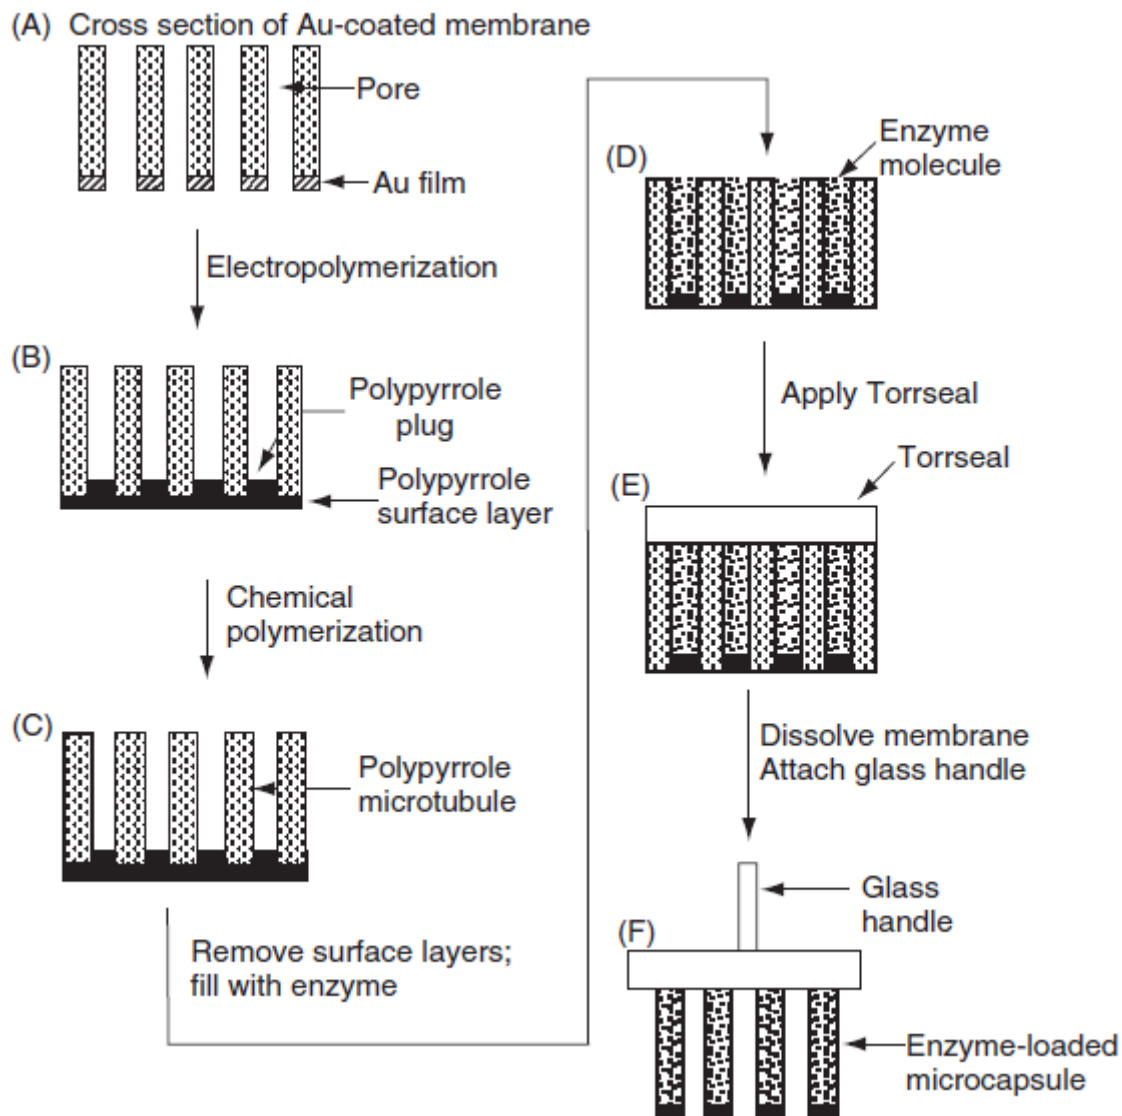 (A) Cross section of Au-coated membrane
Pore
Au film
Electropolymerization
(B)
Polypyrrole
plug
Polypyrrole
surface layer
Chemical
polymerization
(C)
Polypyrrole
microtubule
Remove surface layers;
fill with enzyme
(D)
Enzyme
molecule
Apply Torrseal
(E)
Torrseal
Dissolve membrane
Attach glass handle
(F)
Glass
handle
Enzyme-loaded
microcapsule